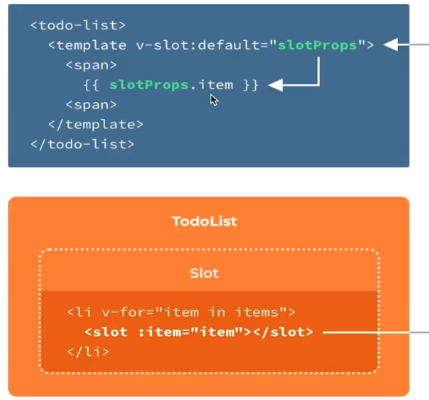 <todo-list>
<template v-slot:default="slotProps">
<span>
{{ slotProps.item }}
<span>
</template>
</todo-list>
TodoList
Slot
<li v-for="item in items">
<slot :item="item"></slot>
</li>